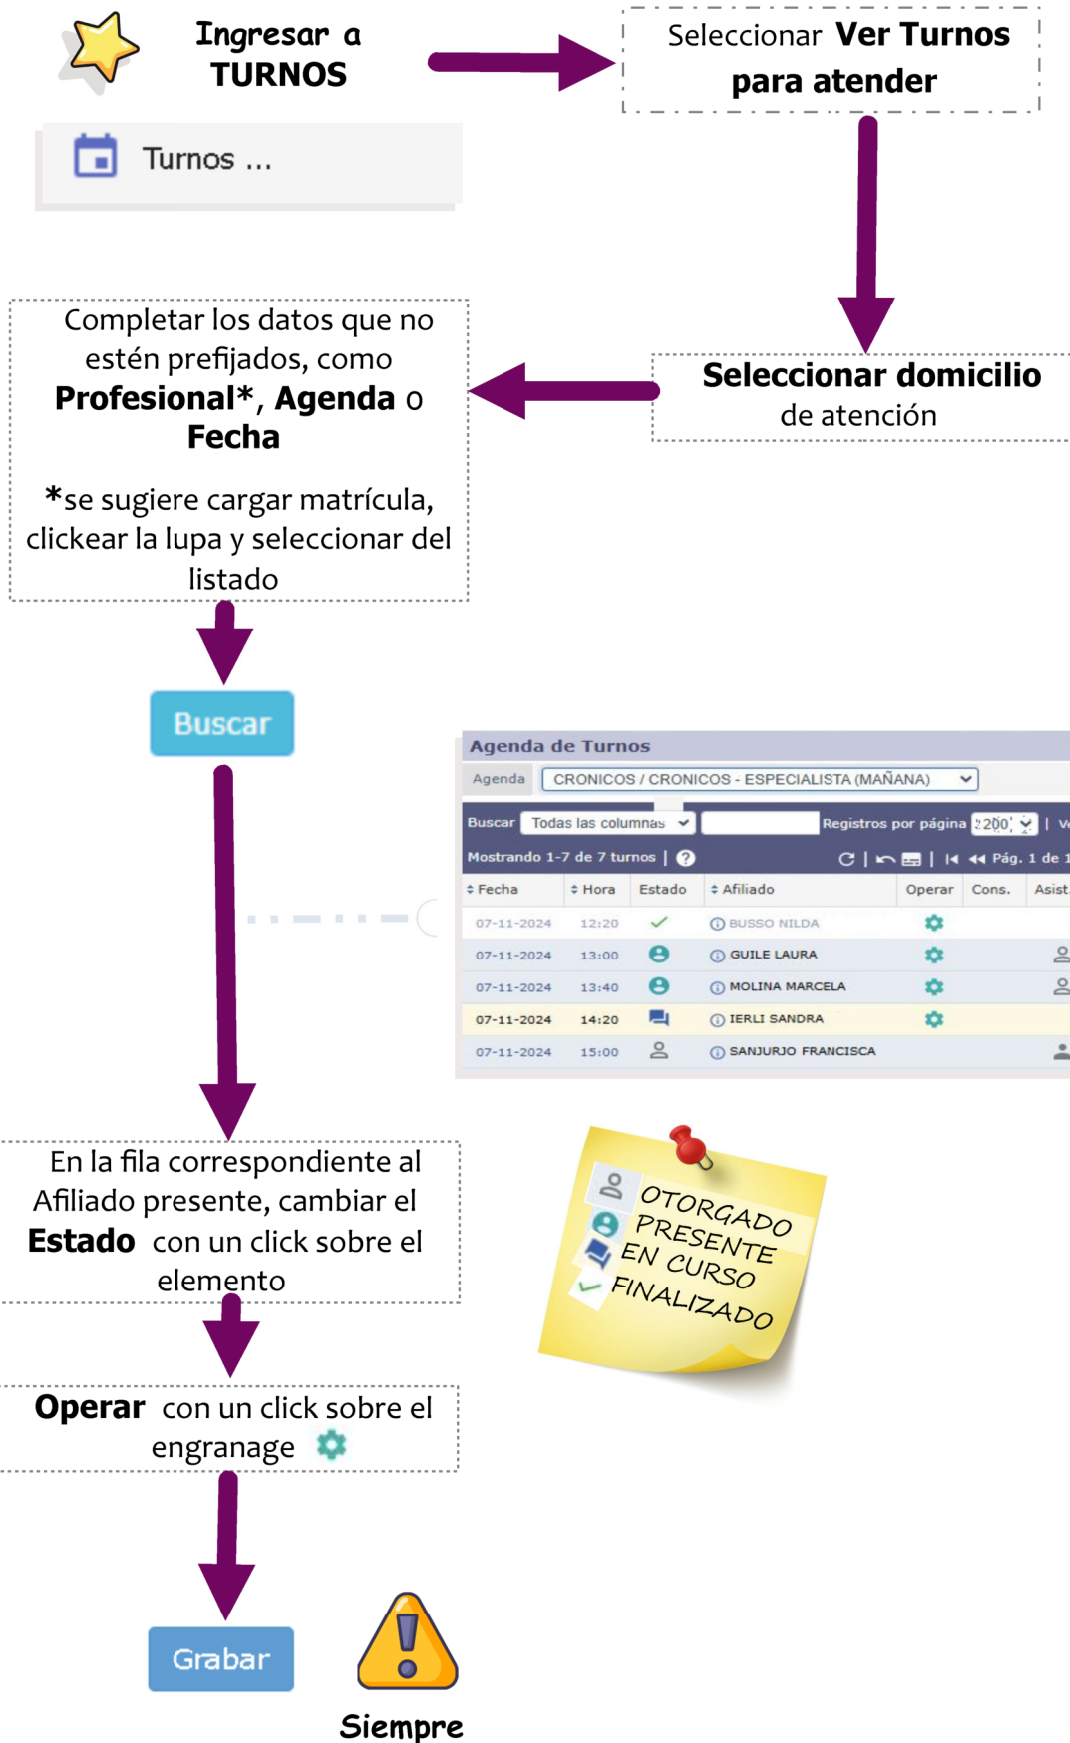 Ingresar a
TURNOS
Turnos ...
Seleccionar Ver Turnos
para atender
Seleccionar domicilio
de atención
Completar los datos que no
estén prefijados, como
Profesional*, Agenda o
Fecha
*se sugiere cargar matrícula,
clickear la lupa y seleccionar del
listado
Buscar
Agenda de Turnos
Agenda CRONICOS / CRONICOS - ESPECIALISTA (MAÑANA)
Buscar Todas las columnas Registros por página 200 | Ve
Mostrando 1-7 de 7 turnos | ? Pág. 1 de 1
Fecha Hora Estado Afiliado Operar Cons. Asist.
07-11-2024 12:20 BUSSO NILDA
07-11-2024 13:00 GUILE LAURA
07-11-2024 13:40 MOLINA MARCELA
07-11-2024 14:20 IERLI SANDRA
07-11-2024 15:00 SANJURJO FRANCISCA
En la fila correspondiente al
Afiliado presente, cambiar el
Estado con un click sobre el
elemento
OTORGADO
PRESENTE
EN CURSO
FINALIZADO
Operar con un click sobre el
engranage
Grabar
Siempre